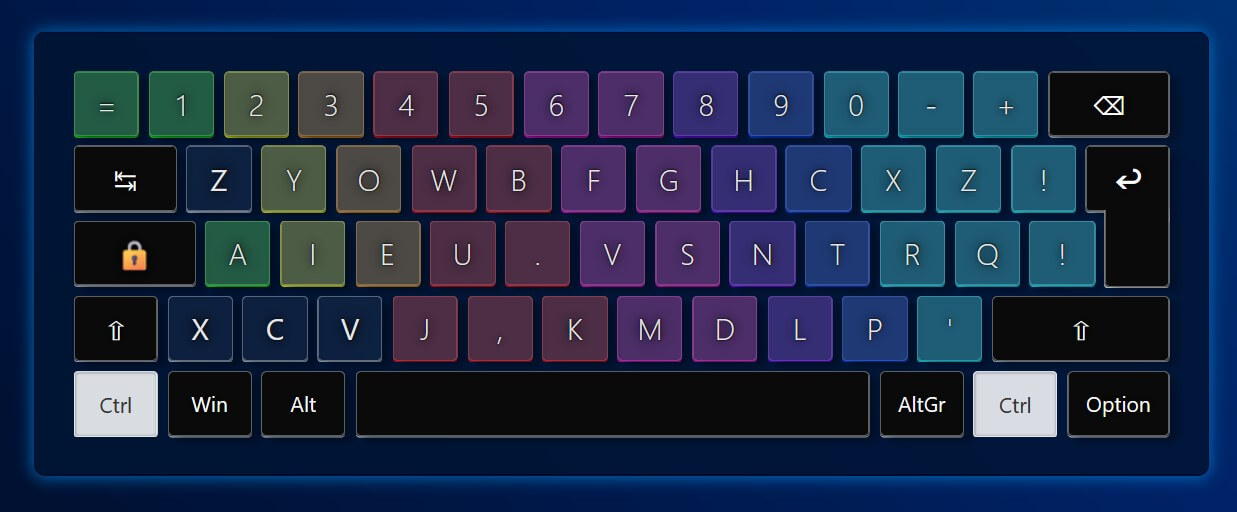 = 1 2 3 4 5 6 7 8 9 0 - + ⌫
↹ Z Y O W B F G H C X Z ! ↩
A I E U . V S N T R Q !
⇧ X C V J , K M D L P ' ⇧
Ctrl Win Alt AltGr Ctrl Option